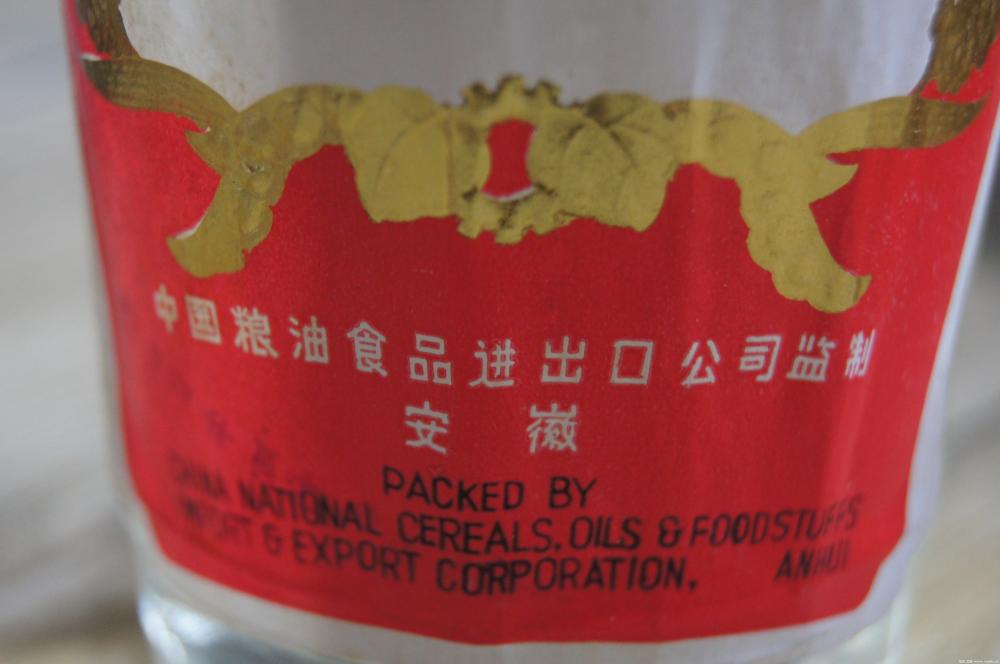 中国粮油食品进出口公司监制
安徽
PACKED BY
CHINA NATIONAL CEREALS, OILS & FOODSTUFFS
IMPORT & EXPORT CORPORATION, ANHUI